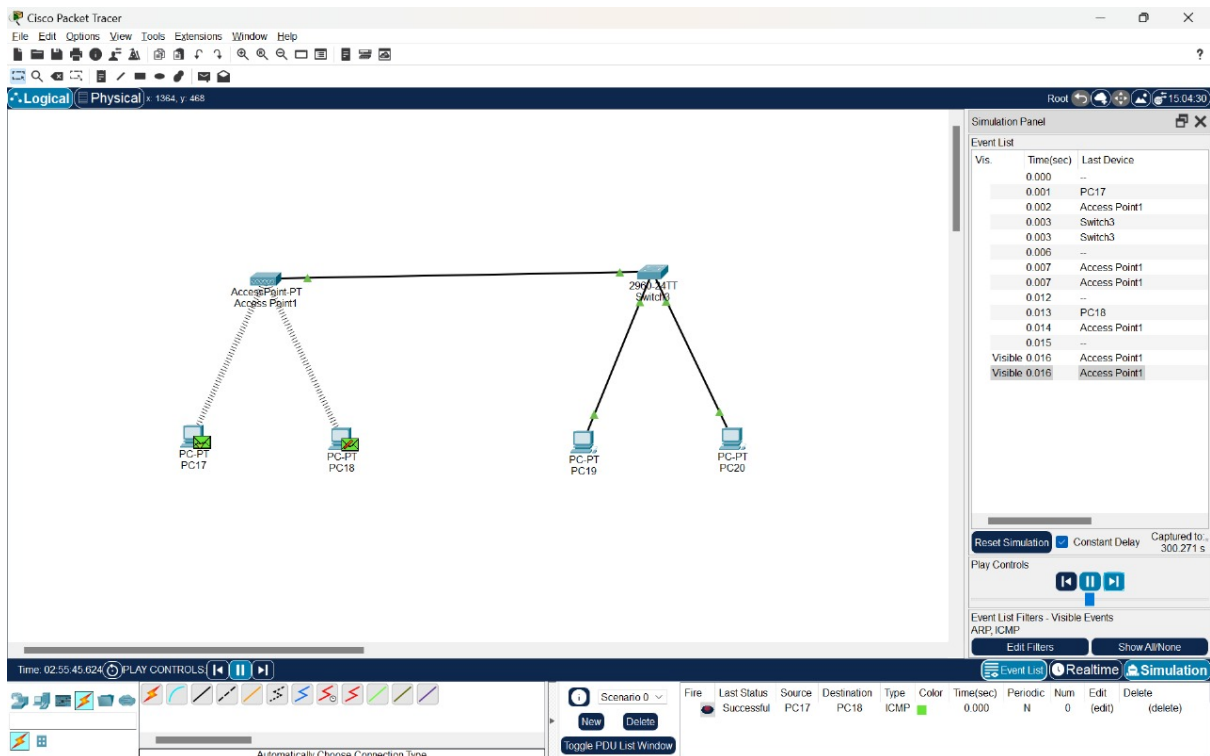 Cisco Packet Tracer
File Edit Options View Tools Extensions Window Help
?
Logical Physical x: 1364, y: 468
Root 15:04:30
Simulation Panel
Event List
Vis. Time(sec) Last Device
0.000 --
0.001 PC17
0.002 Access Point1
0.003 Switch3
0.003 Switch3
0.006 --
0.007 Access Point1
0.007 Access Point1
0.012 --
0.013 PC18
0.014 Access Point1
0.015 --
Visible 0.016 Access Point1
Visible 0.016 Access Point1
AccessPoint-PT
Access Point1
2960-24TT
Switch3
PC-PT
PC17
PC-PT
PC18
PC-PT
PC19
PC-PT
PC20
Reset Simulation Constant Delay Captured to:
300.271 s
Play Controls
Event List Filters - Visible Events
ARP, ICMP
Edit Filters Show All/None
Time: 02:55:45.624 PLAY CONTROLS:
Event List Realtime Simulation
Scenario 0
New Delete
Toggle PDU List Window
Fire Last Status Source Destination Type Color Time(sec) Periodic Num Edit Delete
Successful PC17 PC18 ICMP 0.000 N 0 (edit) (delete)
Automatically Choose Connection Type